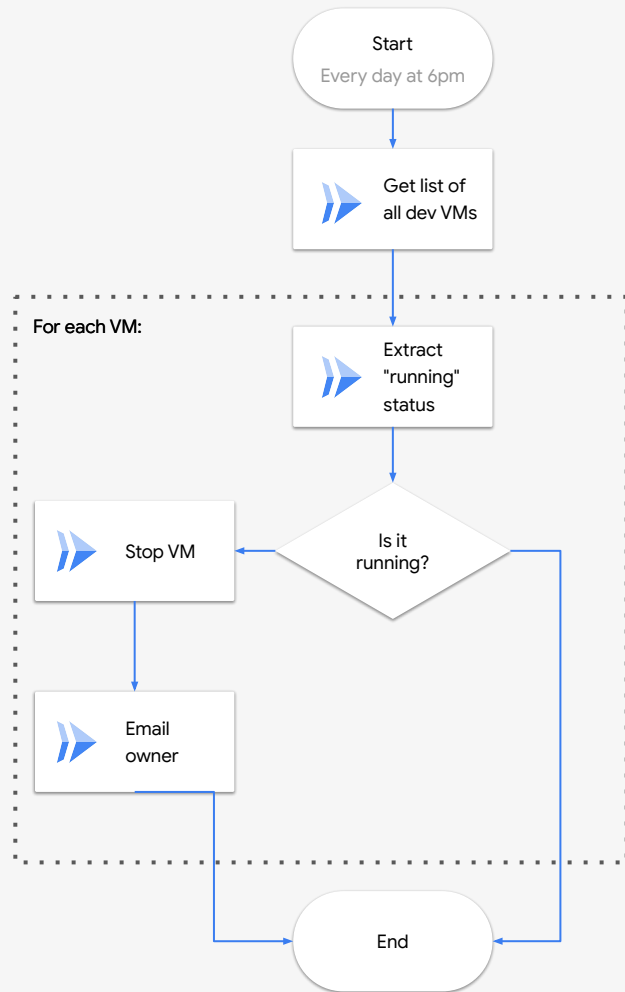 Start
Every day at 6pm
Get list of
all dev VMs
For each VM:
Extract
"running"
status
Is it
running?
Stop VM
Email
owner
End